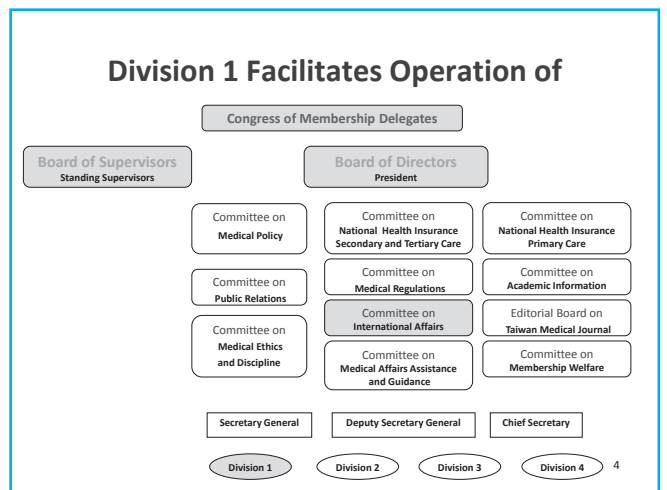 Division 1 Facilitates Operation of
Congress of Membership Delegates
Board of Supervisors
Standing Supervisors
Board of Directors
President
Committee on
Medical Policy
Committee on
National Health Insurance
Secondary and Tertiary Care
Committee on
National Health Insurance
Primary Care
Committee on
Public Relations
Committee on
Medical Regulations
Committee on
Academic Information
Committee on
International Affairs
Editorial Board on
Taiwan Medical Journal
Committee on
Medical Ethics
and Discipline
Committee on
Medical Affairs Assistance
and Guidance
Committee on
Membership Welfare
Secretary General
Deputy Secretary General
Chief Secretary
Division 1
Division 2
Division 3
Division 4
4